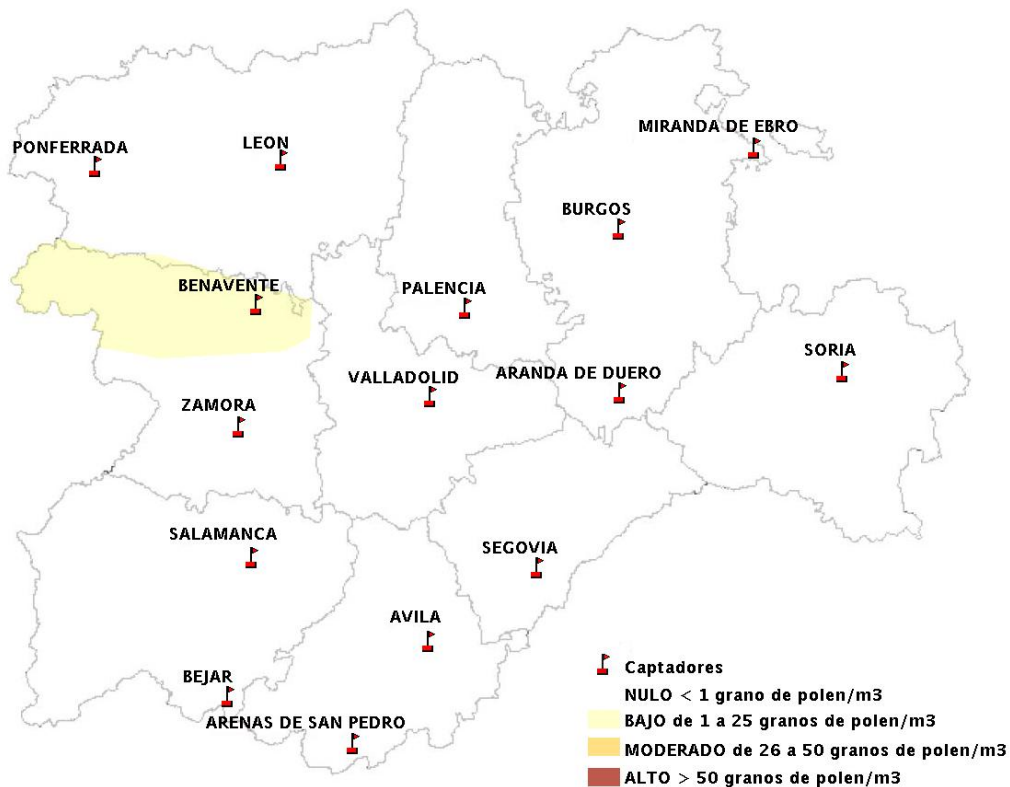 MIRANDA DE EBRO
PONFERRADA
LEON
BURGOS
BENAVENTE
PALENCIA
SORIA
VALLADOLID
ARANDA DE DUERO
ZAMORA
SALAMANCA
SEGOVIA
AVILA
BEJAR
ARENAS DE SAN PEDRO
Captadores
NULO < 1 grano de polen/m3
BAJO de 1 a 25 granos de polen/m3
MODERADO de 26 a 50 granos de polen/m3
ALTO > 50 granos de polen/m3